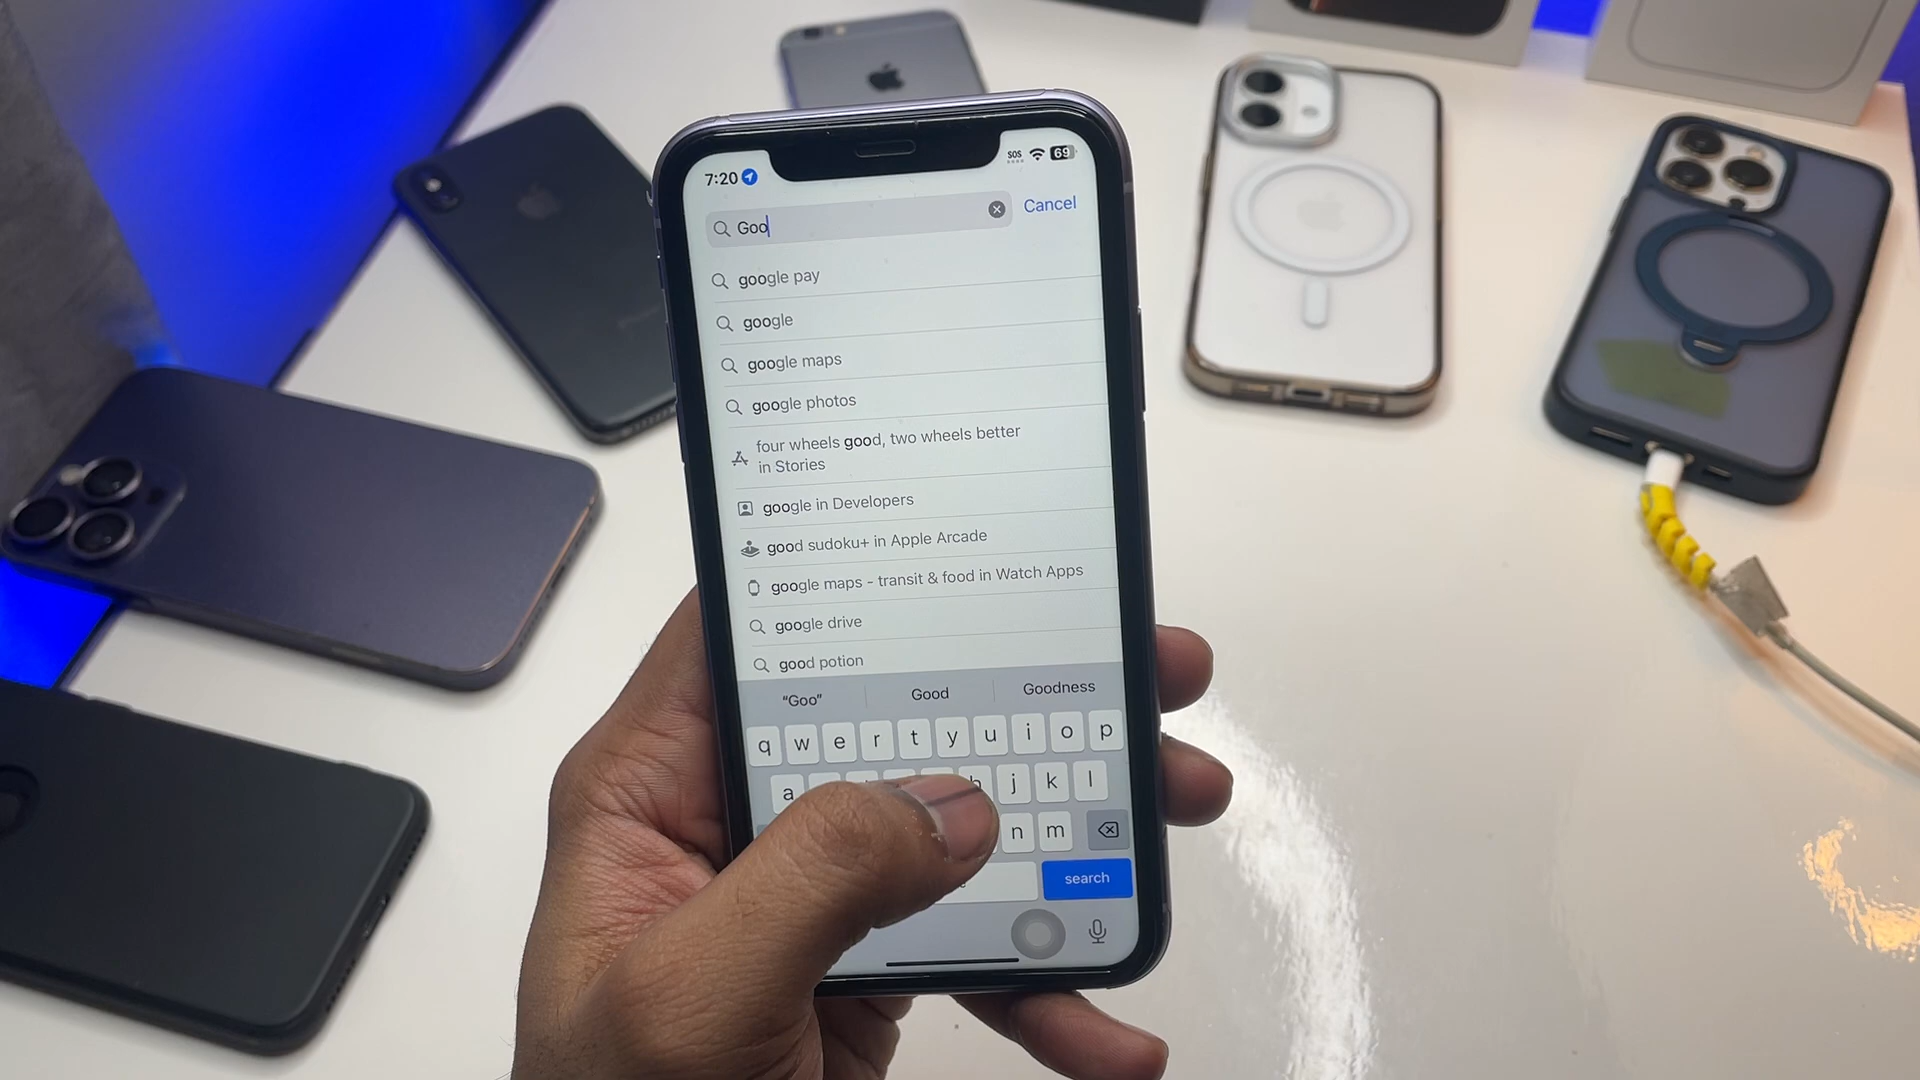 7:20
SOS
69
Goo
Cancel
google pay
google
google maps
google photos
four wheels good, two wheels better
in Stories
google in Developers
good sudoku+ in Apple Arcade
google maps - transit & food in Watch Apps
google drive
good potion
“Goo” Good Goodness
q w e r t y u i o p
a j k l
n m
search